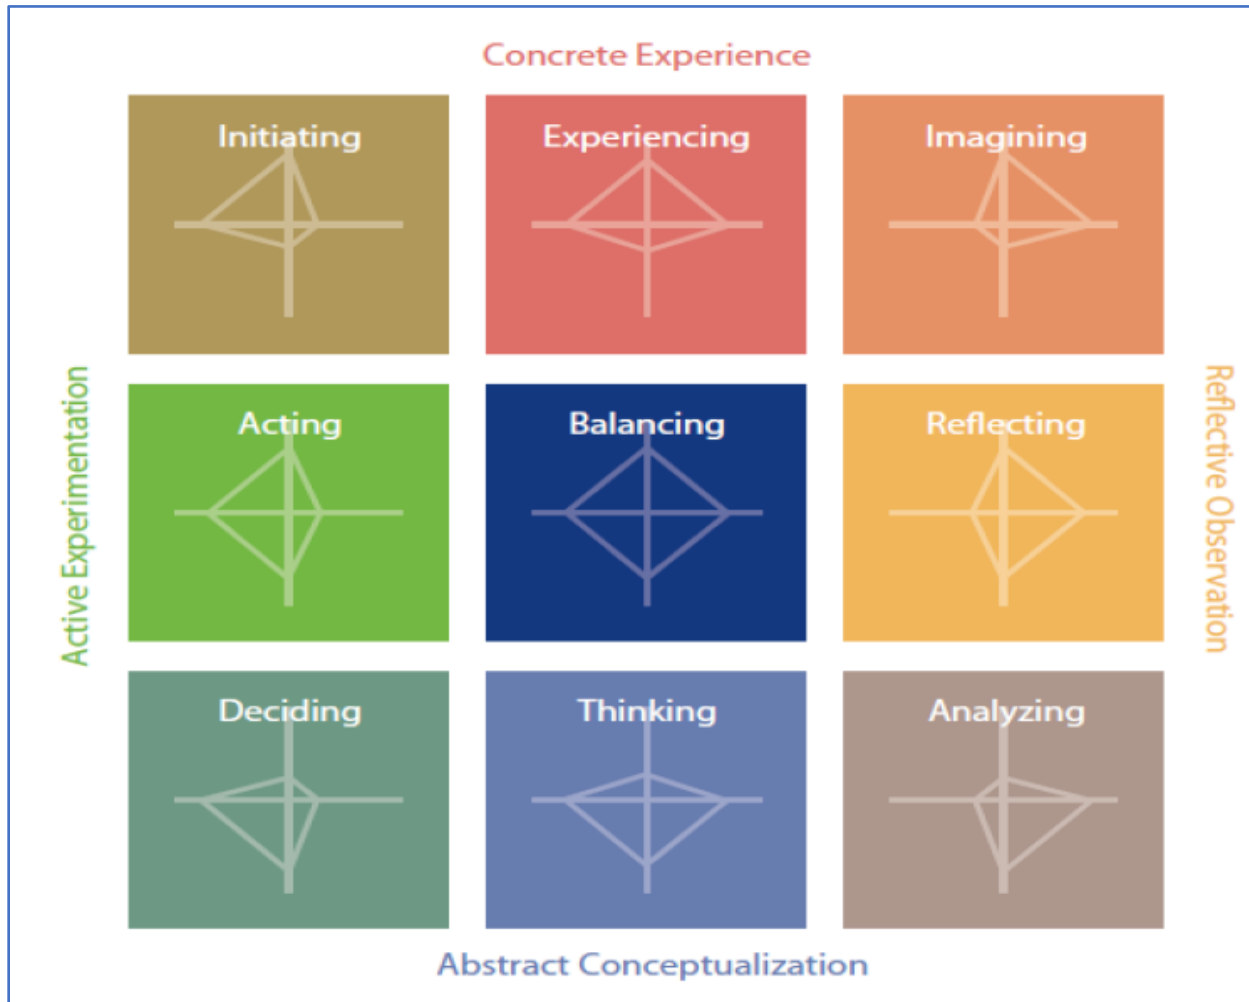 Concrete Experience
Initiating
Experiencing
Imagining
Active Experimentation
Acting
Balancing
Reflecting
Reflective Observation
Deciding
Thinking
Analyzing
Abstract Conceptualization